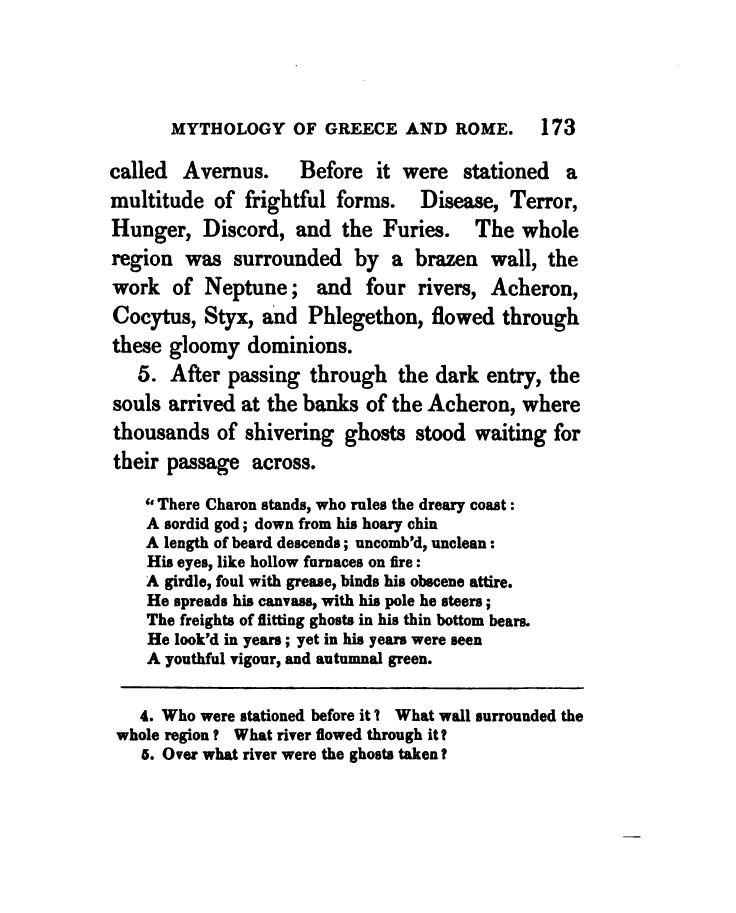 MYTHOLOGY OF GREECE AND ROME. 173
called Avernus. Before it were stationed a
multitude of frightful forms. Disease, Terror,
Hunger, Discord, and the Furies. The whole
region was surrounded by a brazen wall, the
work of Neptune; and four rivers, Acheron,
Cocytus, Styx, and Phlegethon, flowed through
these gloomy dominions.
5. After passing through the dark entry, the
souls arrived at the banks of the Acheron, where
thousands of shivering ghosts stood waiting for
their passage across.
“There Charon stands, who rules the dreary coast:
A sordid god; down from his hoary chin
A length of beard descends; uncomb’d, unclean:
His eyes, like hollow furnaces on fire:
A girdle, foul with grease, binds his obscene attire.
He spreads his canvass, with his pole he steers;
The freights of flitting ghosts in his thin bottom bears.
He look’d in years; yet in his years were seen
A youthful vigour, and autumnal green.
4. Who were stationed before it? What wall surrounded the
whole region? What river flowed through it?
5. Over what river were the ghosts taken?